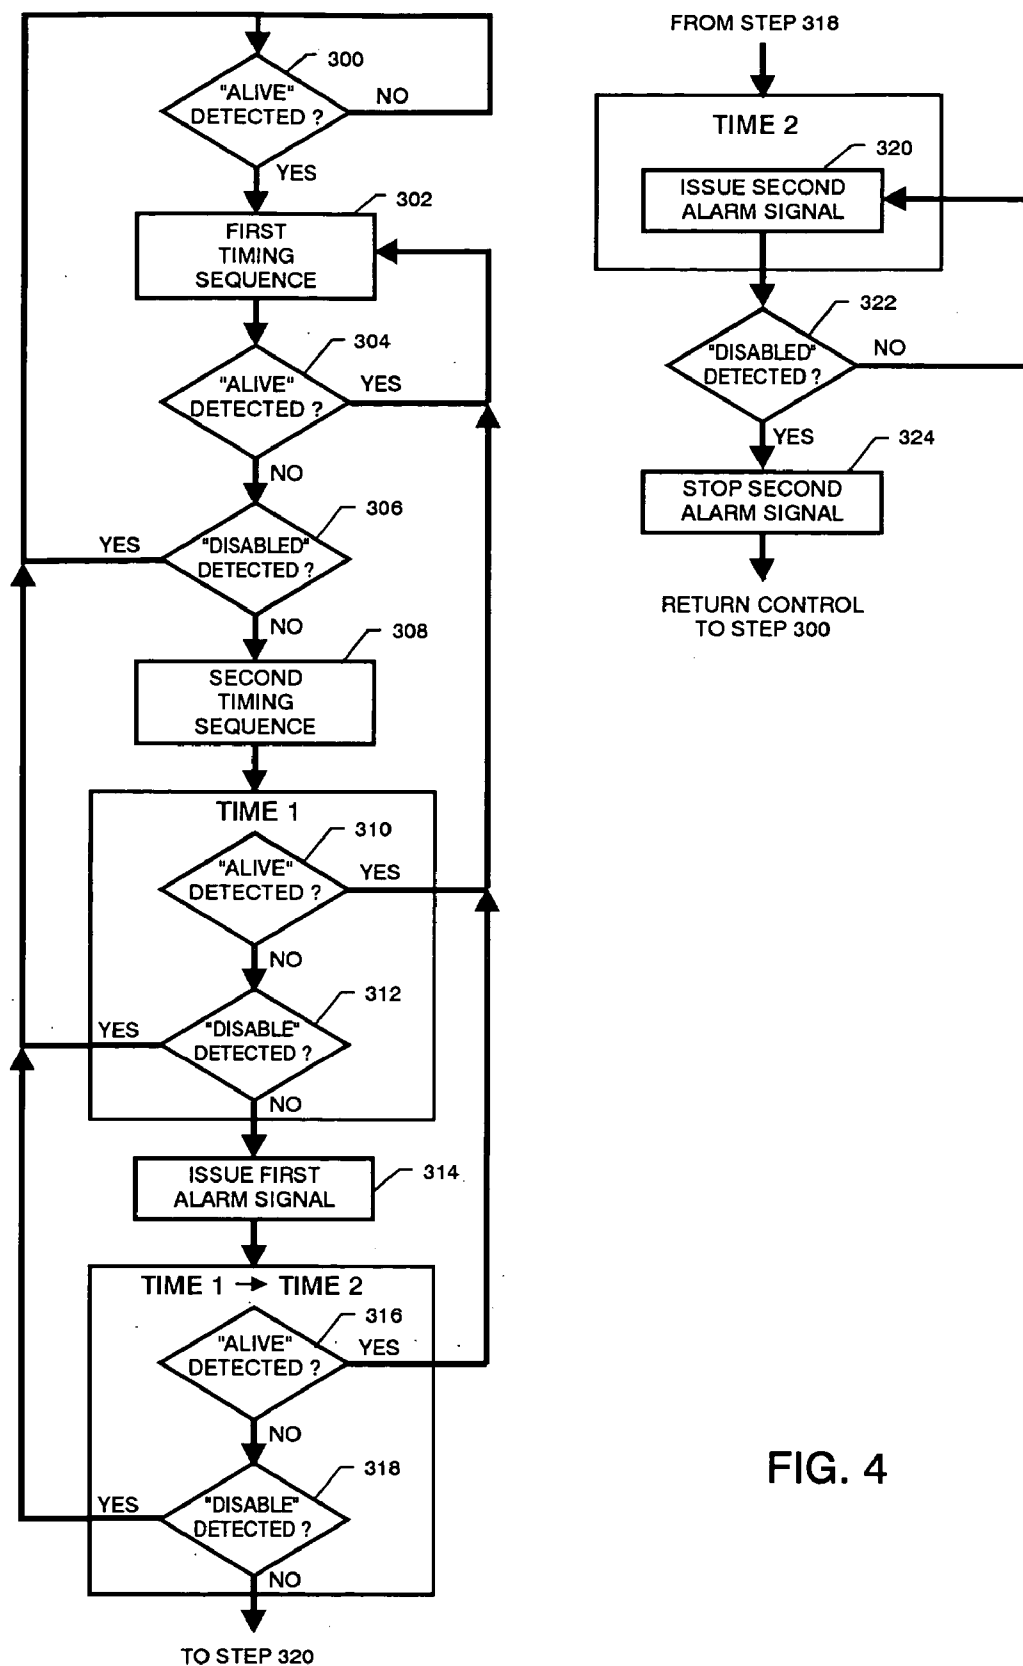 300
"ALIVE"
DETECTED ?
NO
YES
302
FIRST
TIMING
SEQUENCE
304
"ALIVE"
DETECTED ?
YES
NO
306
"DISABLED"
DETECTED ?
YES
NO
308
SECOND
TIMING
SEQUENCE
TIME 1
310
"ALIVE"
DETECTED ?
YES
NO
312
"DISABLE"
DETECTED ?
YES
NO
ISSUE FIRST
ALARM SIGNAL
314
TIME 1 → TIME 2
316
"ALIVE"
DETECTED ?
YES
NO
318
"DISABLE"
DETECTED ?
YES
NO
TO STEP 320
FROM STEP 318
TIME 2
320
ISSUE SECOND
ALARM SIGNAL
322
"DISABLED"
DETECTED ?
NO
YES
324
STOP SECOND
ALARM SIGNAL
RETURN CONTROL
TO STEP 300
FIG. 4